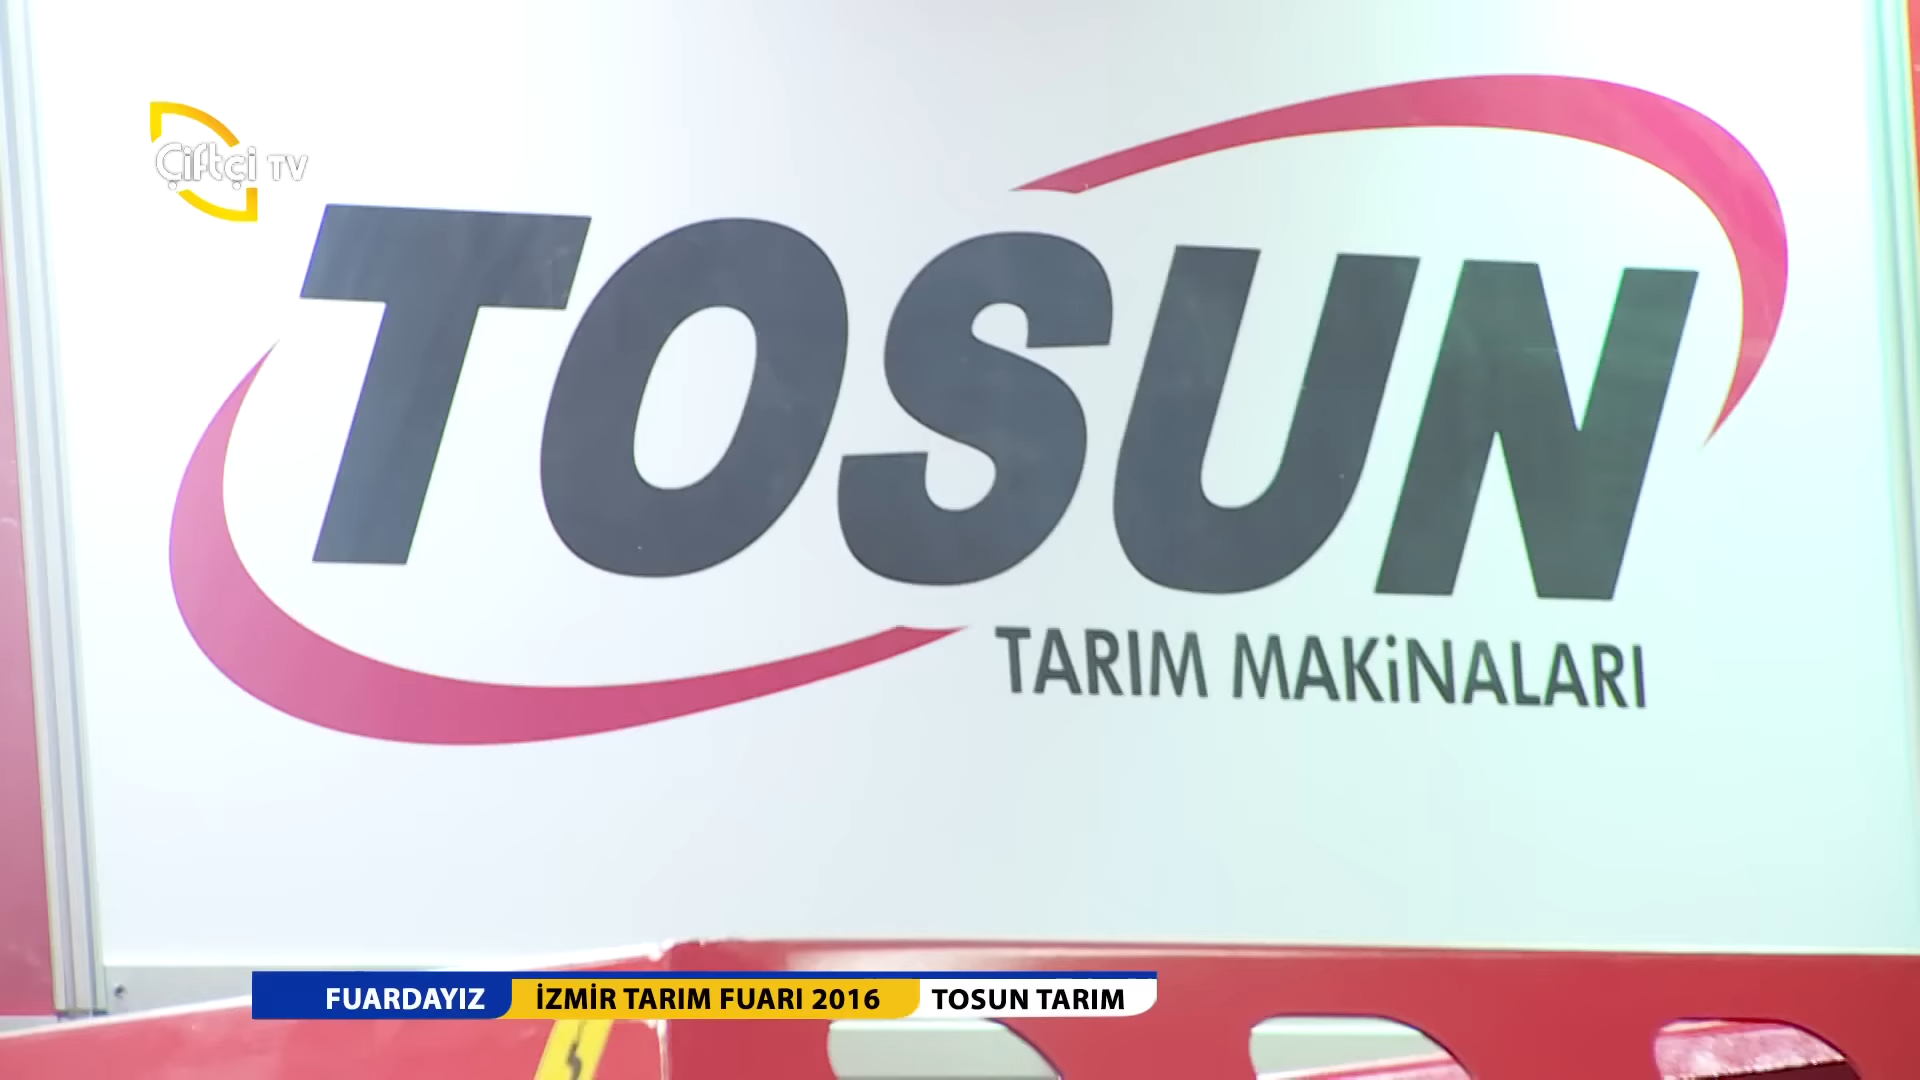 Çiftçi TV
TOSUN
TARIM MAKiNALARI
FUARDAYIZ İZMİR TARIM FUARI 2016 TOSUN TARIM